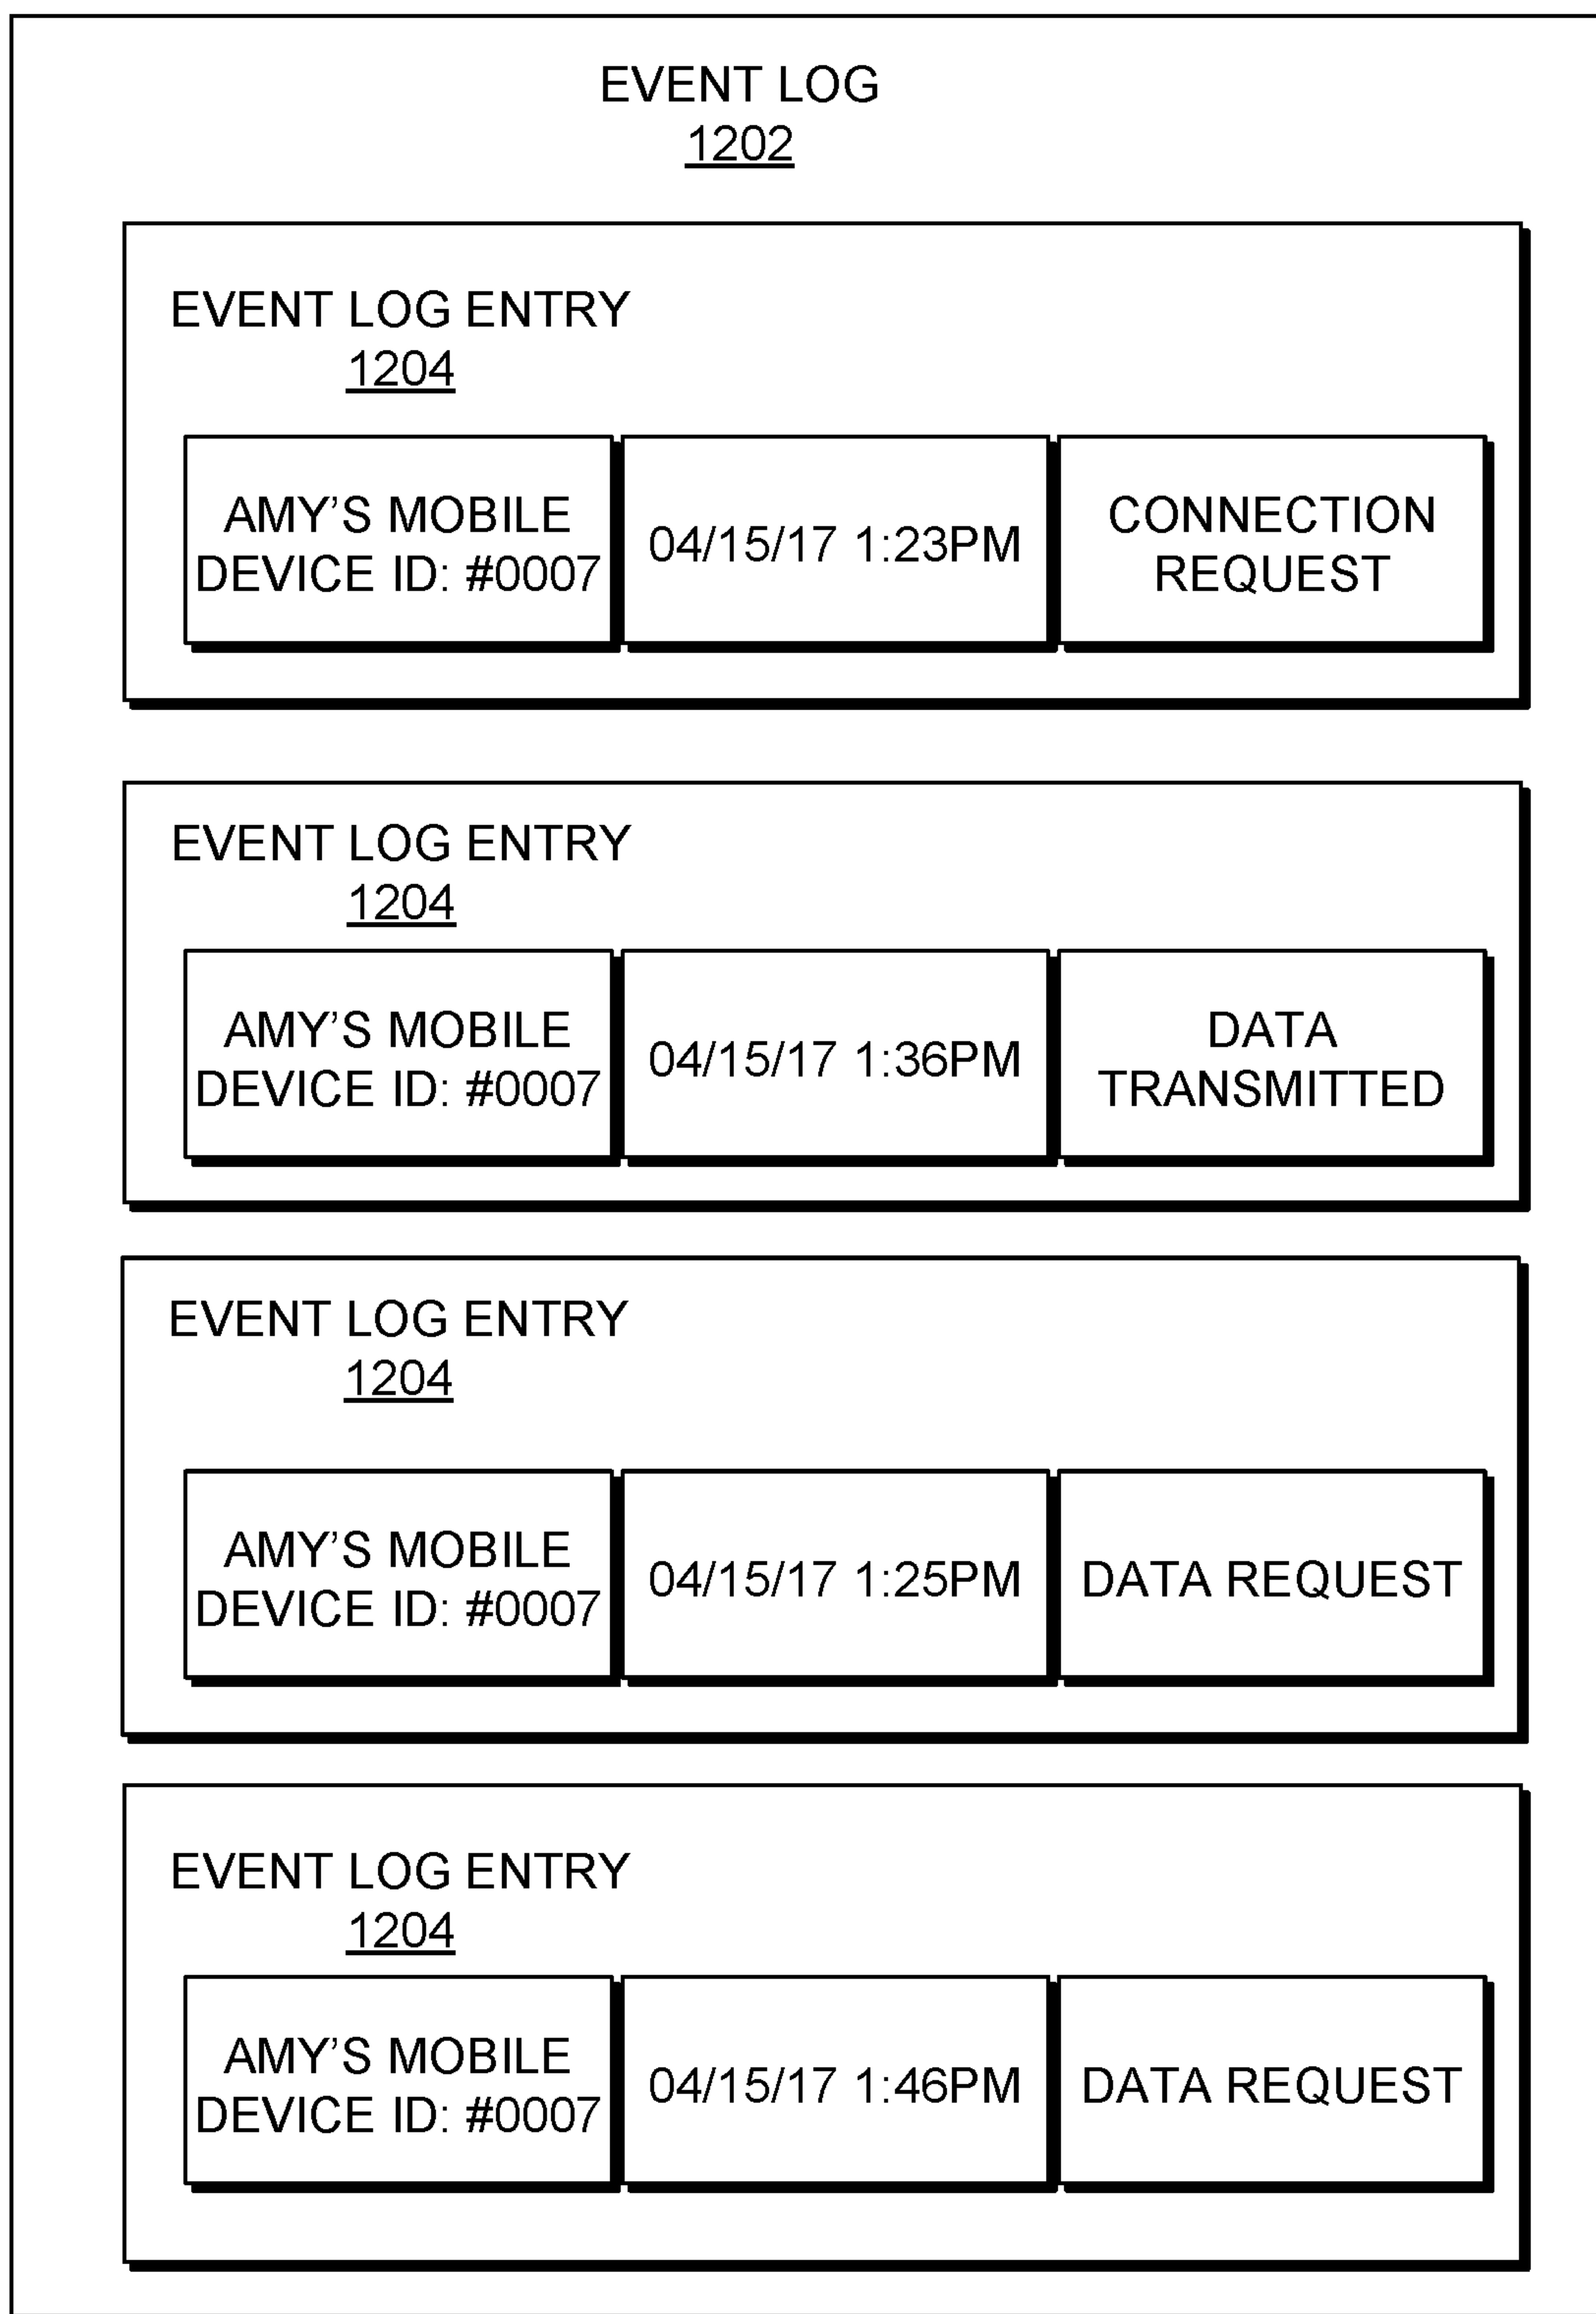 EVENT LOG
1202
EVENT LOG ENTRY
1204
AMY'S MOBILE
DEVICE ID: #0007
04/15/17 1:23PM
CONNECTION
REQUEST
EVENT LOG ENTRY
1204
AMY'S MOBILE
DEVICE ID: #0007
04/15/17 1:36PM
DATA
TRANSMITTED
EVENT LOG ENTRY
1204
AMY'S MOBILE
DEVICE ID: #0007
04/15/17 1:25PM
DATA REQUEST
EVENT LOG ENTRY
1204
AMY'S MOBILE
DEVICE ID: #0007
04/15/17 1:46PM
DATA REQUEST